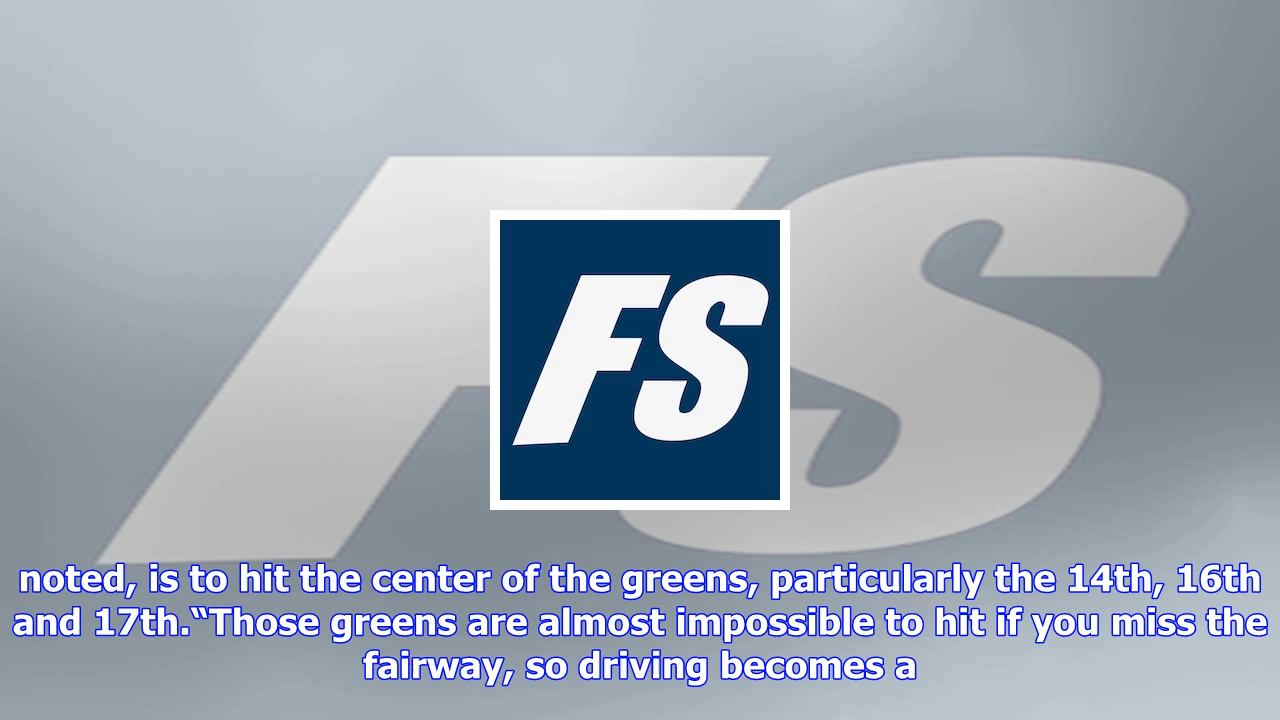 FS
FS
noted, is to hit the center of the greens, particularly the 14th, 16th
and 17th.“Those greens are almost impossible to hit if you miss the
fairway, so driving becomes a